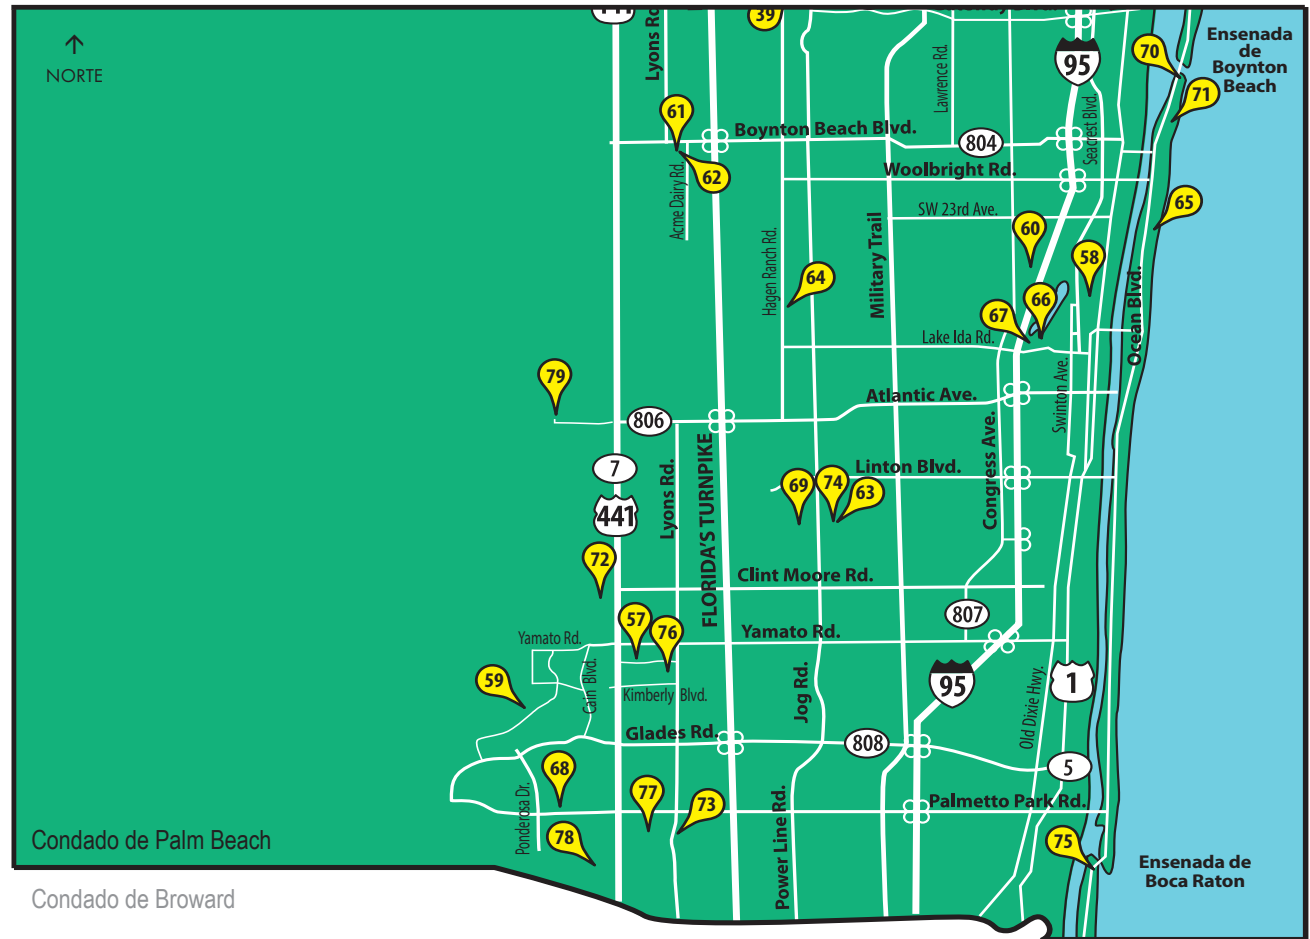 NORTE
Lyons Rd.
39
Lawrence Rd.
95
Seacrest Blvd.
70
Ensenada
de
Boynton
Beach
71
61
Boynton Beach Blvd.
804
62
Acme Dairy Rd.
Woolbright Rd.
SW 23rd Ave.
65
60
58
Hagen Ranch Rd.
64
Military Trail
Ocean Blvd.
66
67
Lake Ida Rd.
Swinton Ave.
79
806
Atlantic Ave.
Congress Ave.
7
Lyons Rd.
FLORIDA'S TURNPIKE
Linton Blvd.
69
74
63
441
72
Clint Moore Rd.
807
57
76
Yamato Rd.
Yamato Rd.
59
Cain Blvd.
Kimberly Blvd.
Jog Rd.
95
Old Dixie Hwy.
1
Glades Rd.
808
5
68
Ponderosa Dr.
77
73
Power Line Rd.
Palmetto Park Rd.
78
75
Condado de Palm Beach
Ensenada de
Boca Raton
Condado de Broward